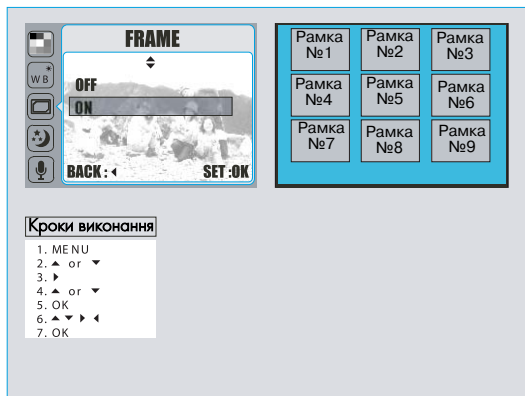 FRAME
WB
OFF
ON
BACK : ◀
SET :OK
Рамка №1
Рамка №2
Рамка №3
Рамка №4
Рамка №5
Рамка №6
Рамка №7
Рамка №8
Рамка №9
Кроки виконання
1. MENU
2. ▲ or ▼
3. ▶
4. ▲ or ▼
5. OK
6. ▲ ▼ ▶ ◀
7. OK